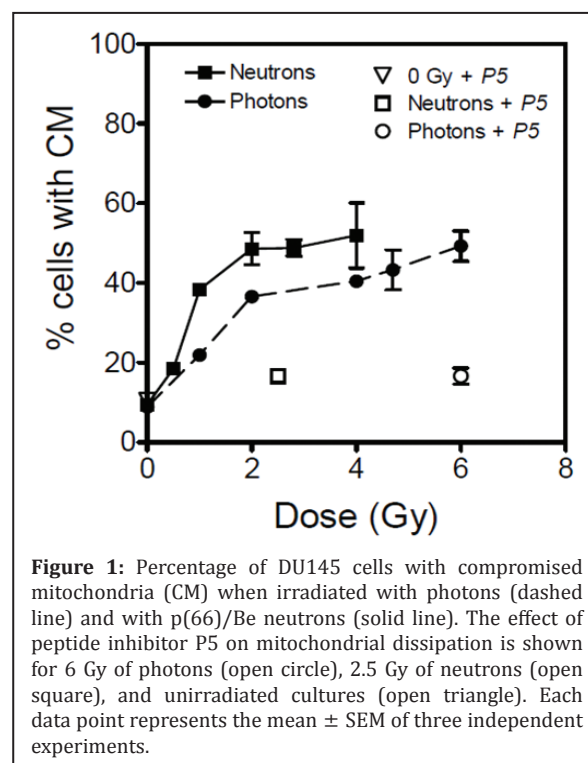 100
80
60
40
20
0
% cells with CM
Neutrons
Photons
0 Gy + P5
Neutrons + P5
Photons + P5
0 2 4 6 8
Dose (Gy)
Figure 1: Percentage of DU145 cells with compromised
mitochondria (CM) when irradiated with photons (dashed
line) and with p(66)/Be neutrons (solid line). The effect of
peptide inhibitor P5 on mitochondrial dissipation is shown
for 6 Gy of photons (open circle), 2.5 Gy of neutrons (open
square), and unirradiated cultures (open triangle). Each
data point represents the mean ± SEM of three independent
experiments.